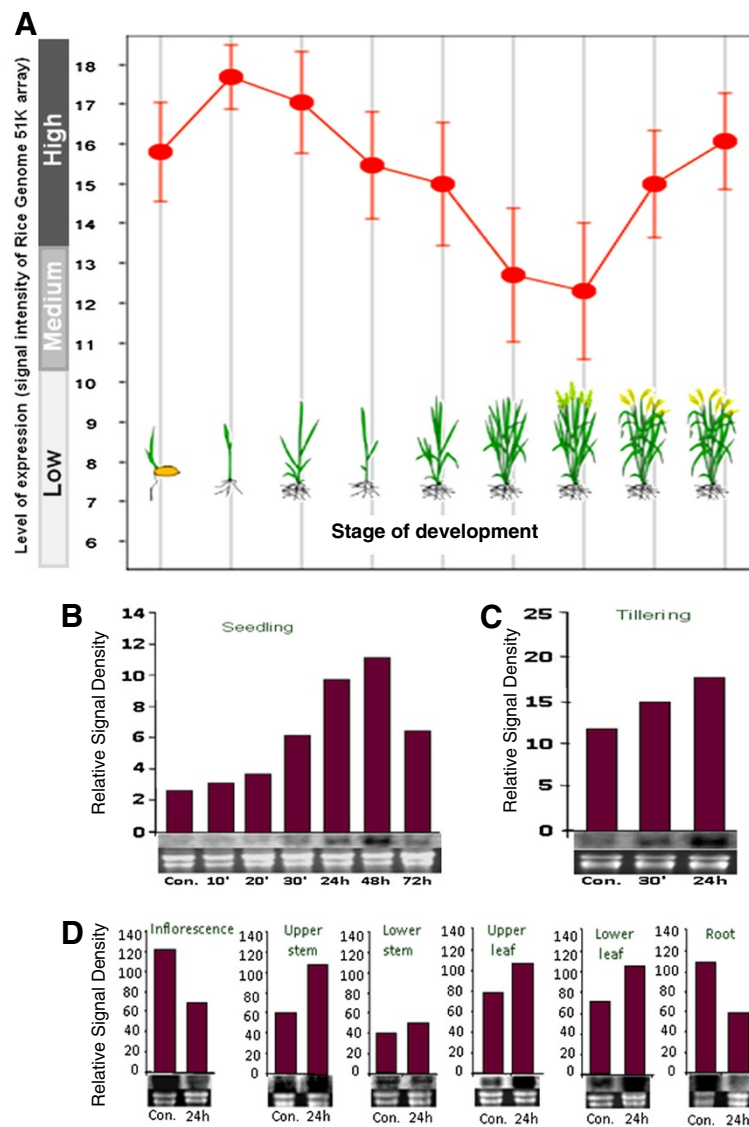 A
Level of expression (signal intensity of Rice Genome 51K array)
High
Medium
Low
18
17
16
15
14
13
12
11
10
9
8
7
6
Stage of development
B
Relative Signal Density
Seedling
14
12
10
8
6
4
2
0
Con. 10' 20' 30' 24h 48h 72h
C
Relative Signal Density
Tillering
25
20
15
10
5
0
Con. 30' 24h
D
Relative Signal Density
Inflorescence
140
120
100
80
60
40
20
0
Con. 24h
Upper
stem
140
120
100
80
60
40
20
0
Con. 24h
Lower
stem
140
120
100
80
60
40
20
0
Con. 24h
Upper
leaf
140
120
100
80
60
40
20
0
Con. 24h
Lower
leaf
140
120
100
80
60
40
20
0
Con. 24h
Root
140
120
100
80
60
40
20
0
Con. 24h